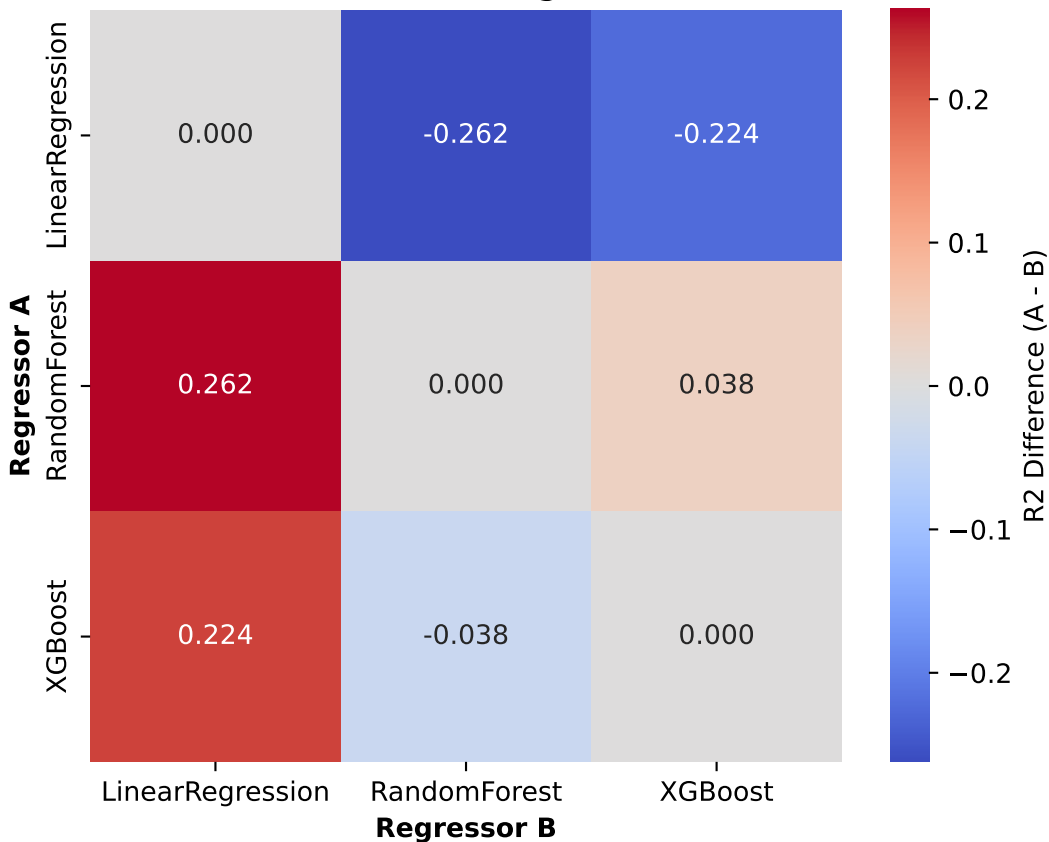 LinearRegression
0.000 -0.262 -0.224
RandomForest
0.262 0.000 0.038
XGBoost
0.224 -0.038 0.000
Regressor A
LinearRegression RandomForest XGBoost
Regressor B
0.2
0.1
0.0
−0.1
−0.2
R2 Difference (A - B)